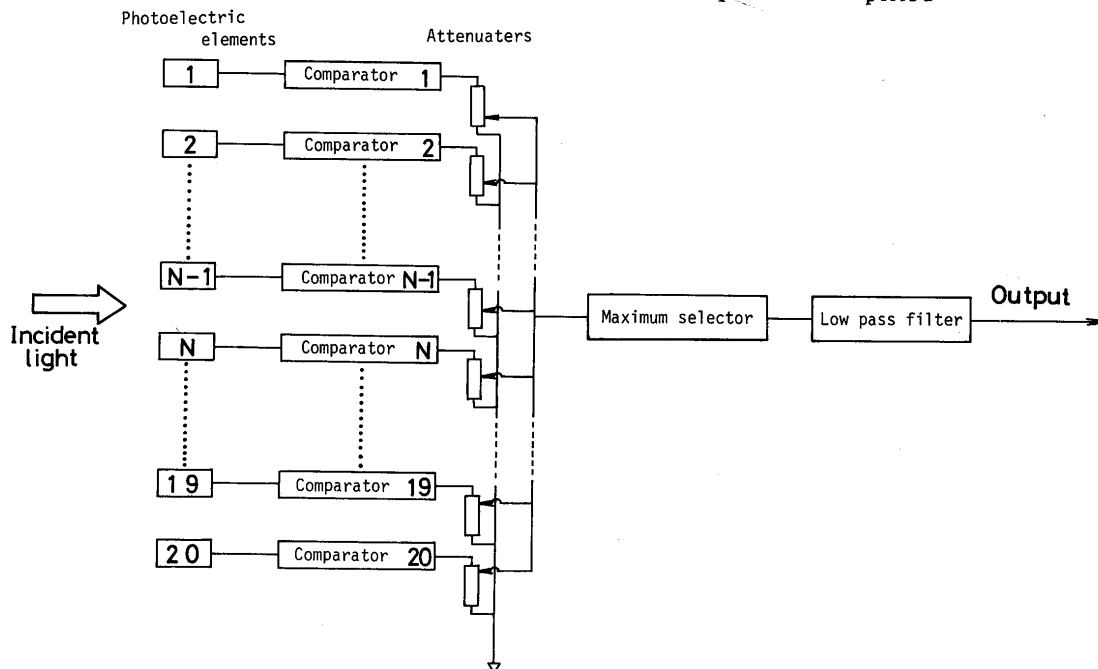 Photoelectric
elements
Attenuaters
1
Comparator 1
2
Comparator 2
N-1
Comparator N-1
Incident
light
N
Comparator N
Maximum selector
Low pass filter
Output
19
Comparator 19
20
Comparator 20